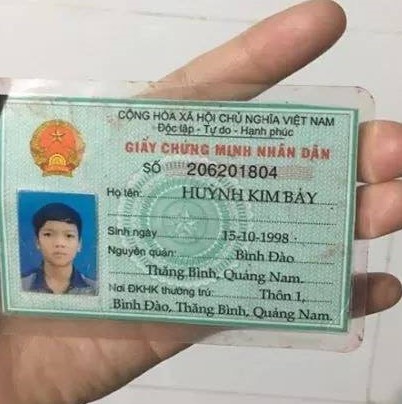 CỘNG HÒA XÃ HỘI CHỦ NGHĨA VIỆT NAM
Độc lập - Tự do - Hạnh phúc
GIẤY CHỨNG MINH NHÂN DÂN
SỐ 206201804
Họ tên: HUỲNH KIM BẢY
Sinh ngày 15-10-1998
Nguyên quán: Bình Đào
Thăng Bình, Quảng Nam.
Nơi ĐKHK thường trú: Thôn 1,
Bình Đào, Thăng Bình, Quảng Nam.